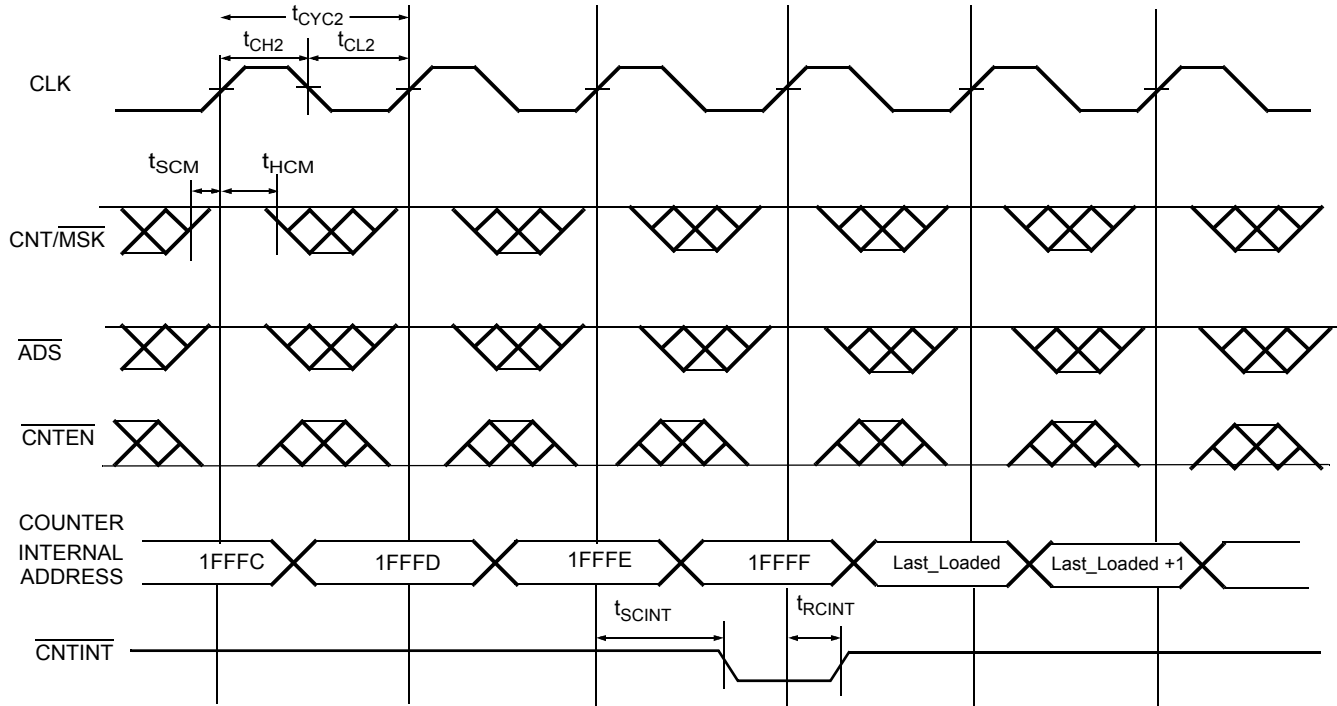 tCYC2
tCH2 tCL2
CLK
tSCM tHCM
CNT/MSK
ADS
CNTEN
COUNTER
INTERNAL
ADDRESS
1FFFC 1FFFD 1FFFE 1FFFF Last_Loaded Last_Loaded +1
tSCINT tRCINT
CNTINT